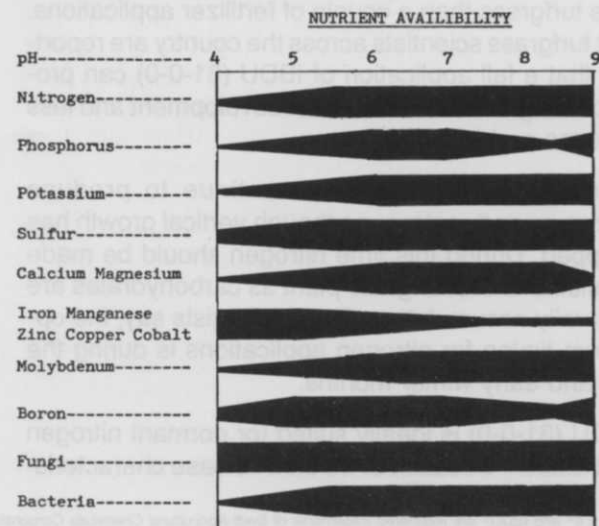 NUTRIENT AVAILIBILITY
pH------------- 4 5 6 7 8 9
Nitrogen----------
Phosphorus--------
Potassium---------
Sulfur------------
Calcium Magnesium
Iron Manganese
Zinc Copper Cobalt
Molybdenum--------
Boron-------------
Fungi-------------
Bacteria----------